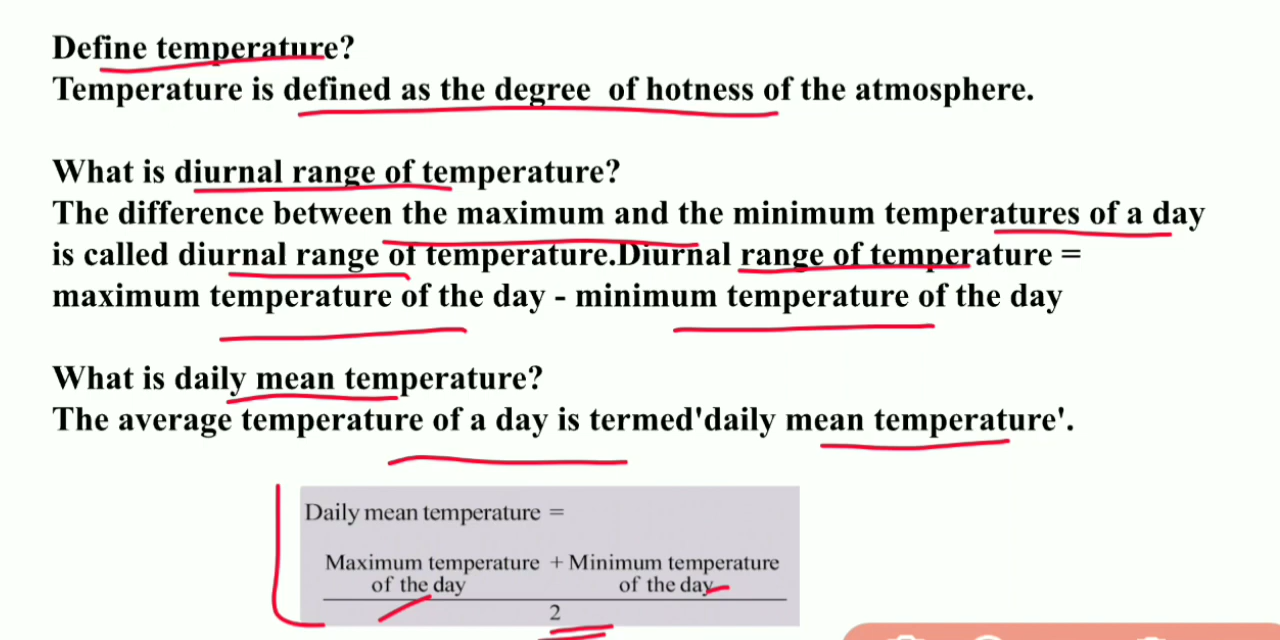 Define temperature?
Temperature is defined as the degree of hotness of the atmosphere.
What is diurnal range of temperature?
The difference between the maximum and the minimum temperatures of a day
is called diurnal range of temperature.Diurnal range of temperature =
maximum temperature of the day - minimum temperature of the day
What is daily mean temperature?
The average temperature of a day is termed'daily mean temperature'.
Daily mean temperature =
Maximum temperature + Minimum temperature
of the day of the day
2